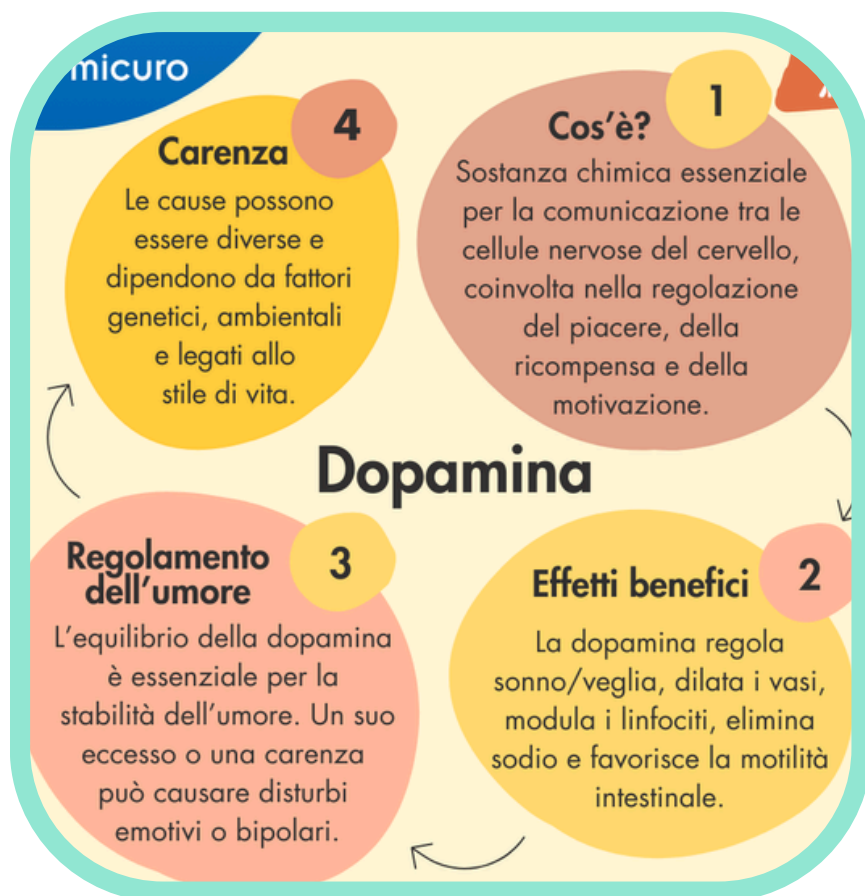 micuro
1
Cos'è?
Sostanza chimica essenziale
per la comunicazione tra le
cellule nervose del cervello,
coinvolta nella regolazione
del piacere, della
ricompensa e della
motivazione.
4
Carenza
Le cause possono
essere diverse e
dipendono da fattori
genetici, ambientali
e legati allo
stile di vita.
Dopamina
2
Effetti benefici
La dopamina regola
sonno/veglia, dilata i vasi,
modula i linfociti, elimina
sodio e favorisce la motilità
intestinale.
3
Regolamento
dell'umore
L'equilibrio della dopamina
è essenziale per la
stabilità dell'umore. Un suo
eccesso o una carenza
può causare disturbi
emotivi o bipolari.